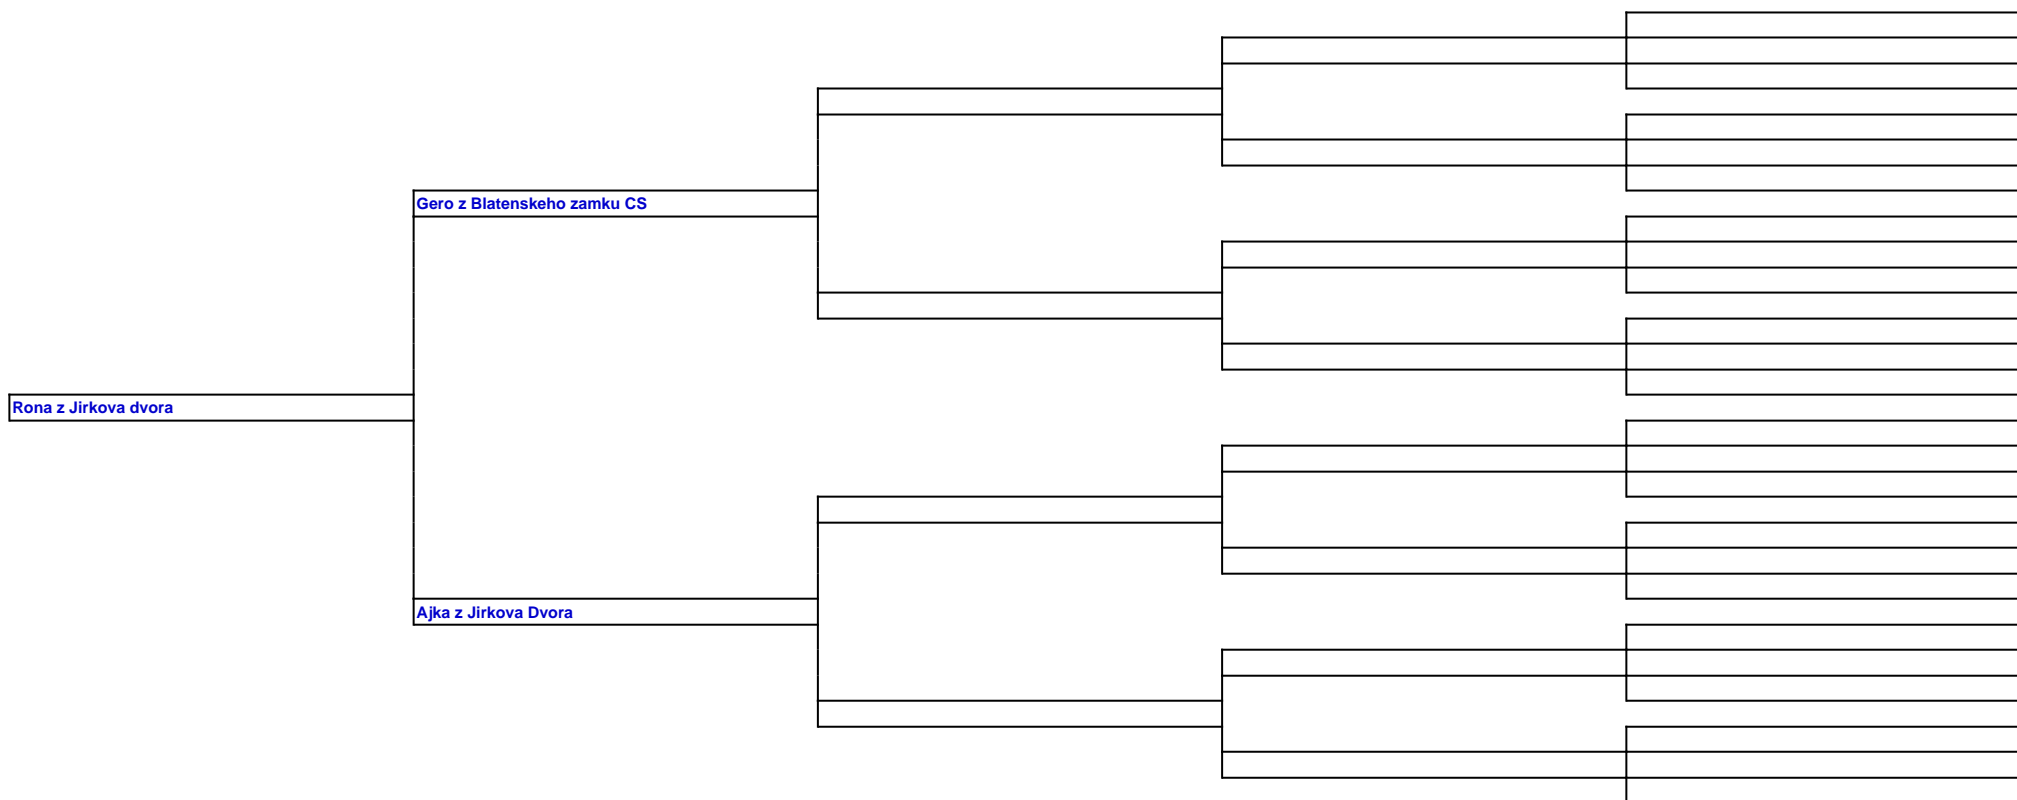 Gero z Blatenskeho zamku CS
Rona z Jirkova dvora
Ajka z Jirkova Dvora